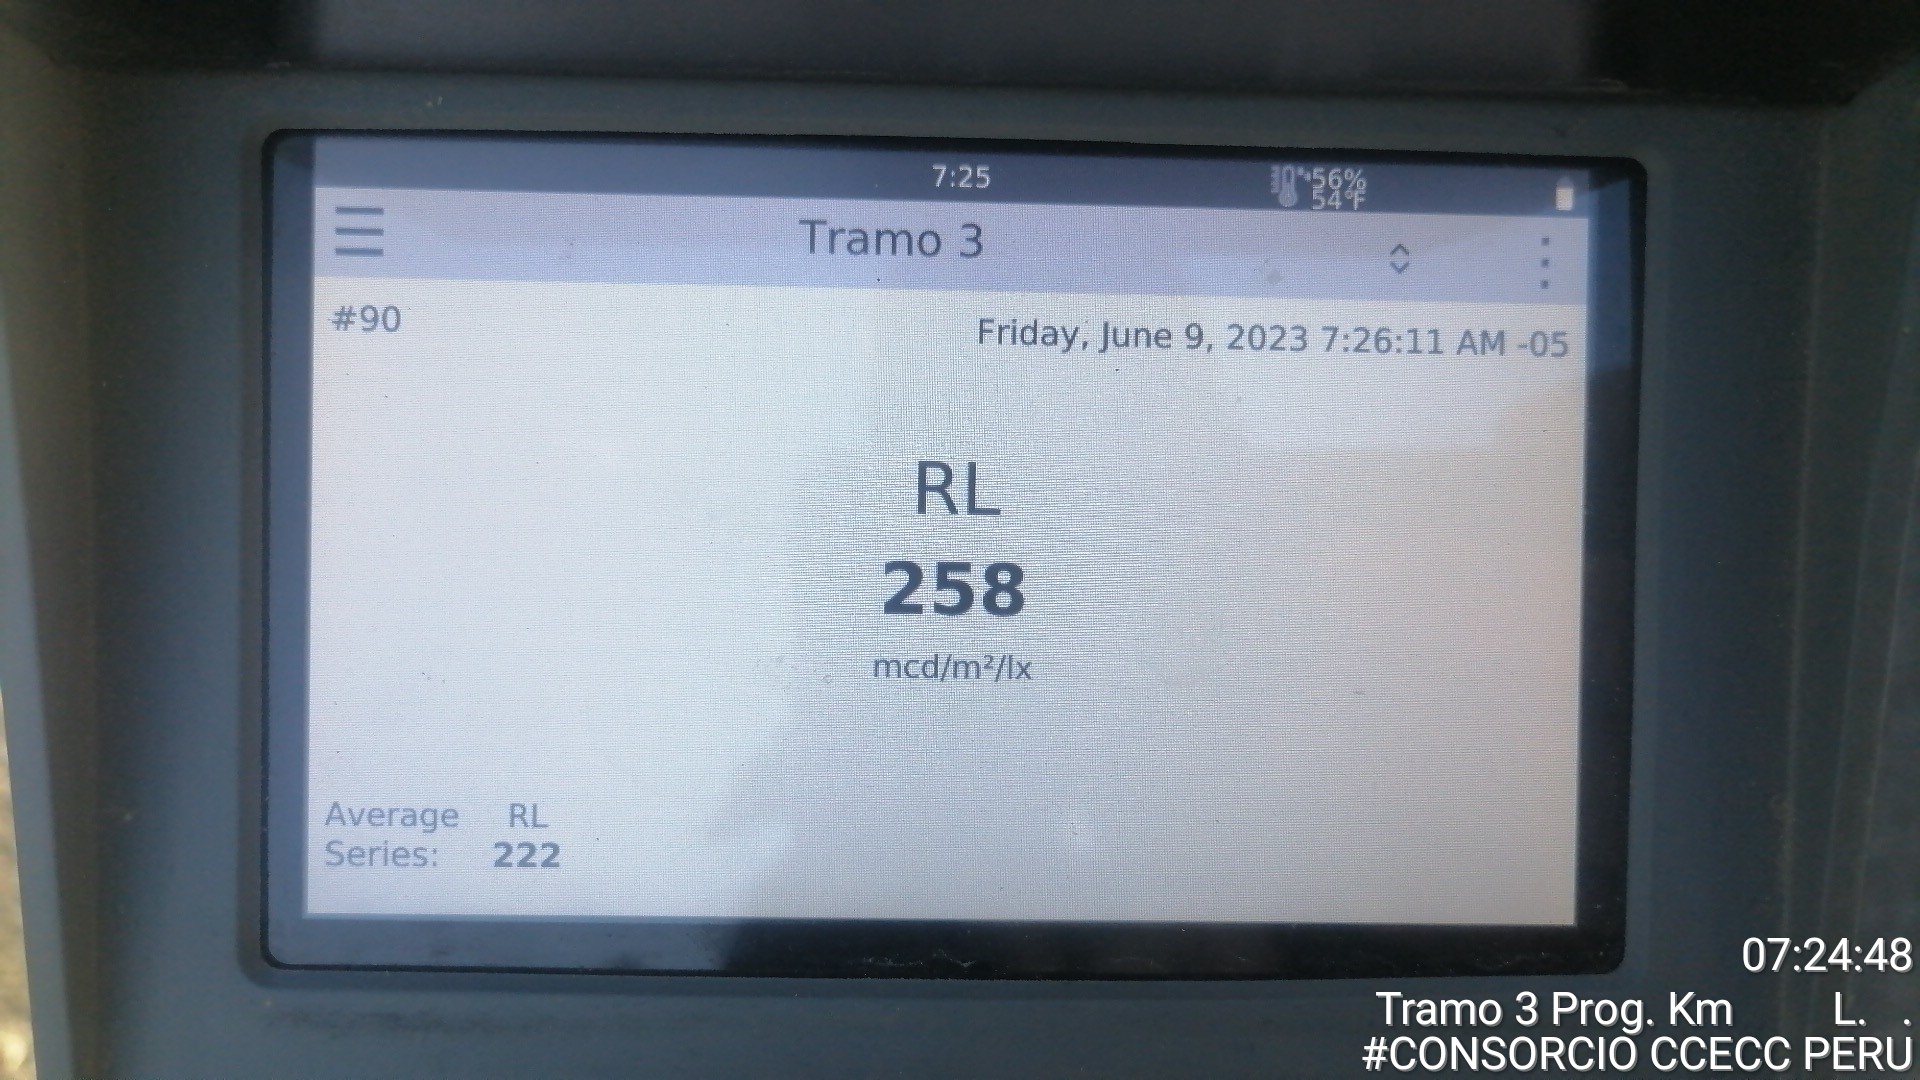 7:25
56%
54°F
Tramo 3
#90
Friday, June 9, 2023 7:26:11 AM -05
RL
258
mcd/m²/lx
Average RL
Series: 222
07:24:48
Tramo 3 Prog. Km L. .
#CONSORCIO CCECC PERU